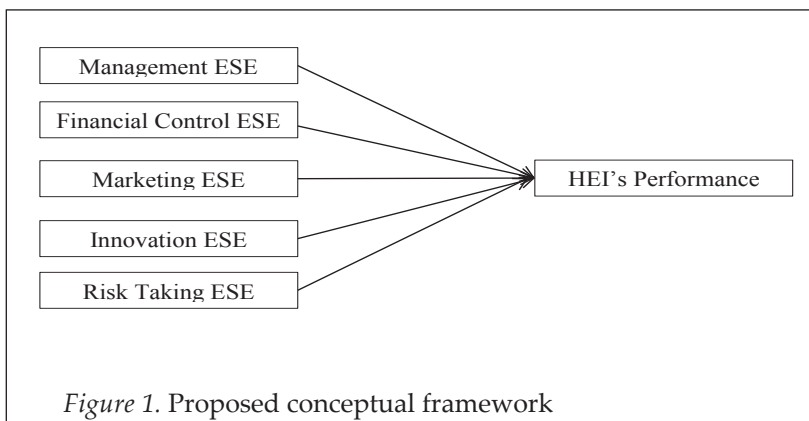 Management ESE
Financial Control ESE
Marketing ESE
HEI's Performance
Innovation ESE
Risk Taking ESE
Figure 1. Proposed conceptual framework